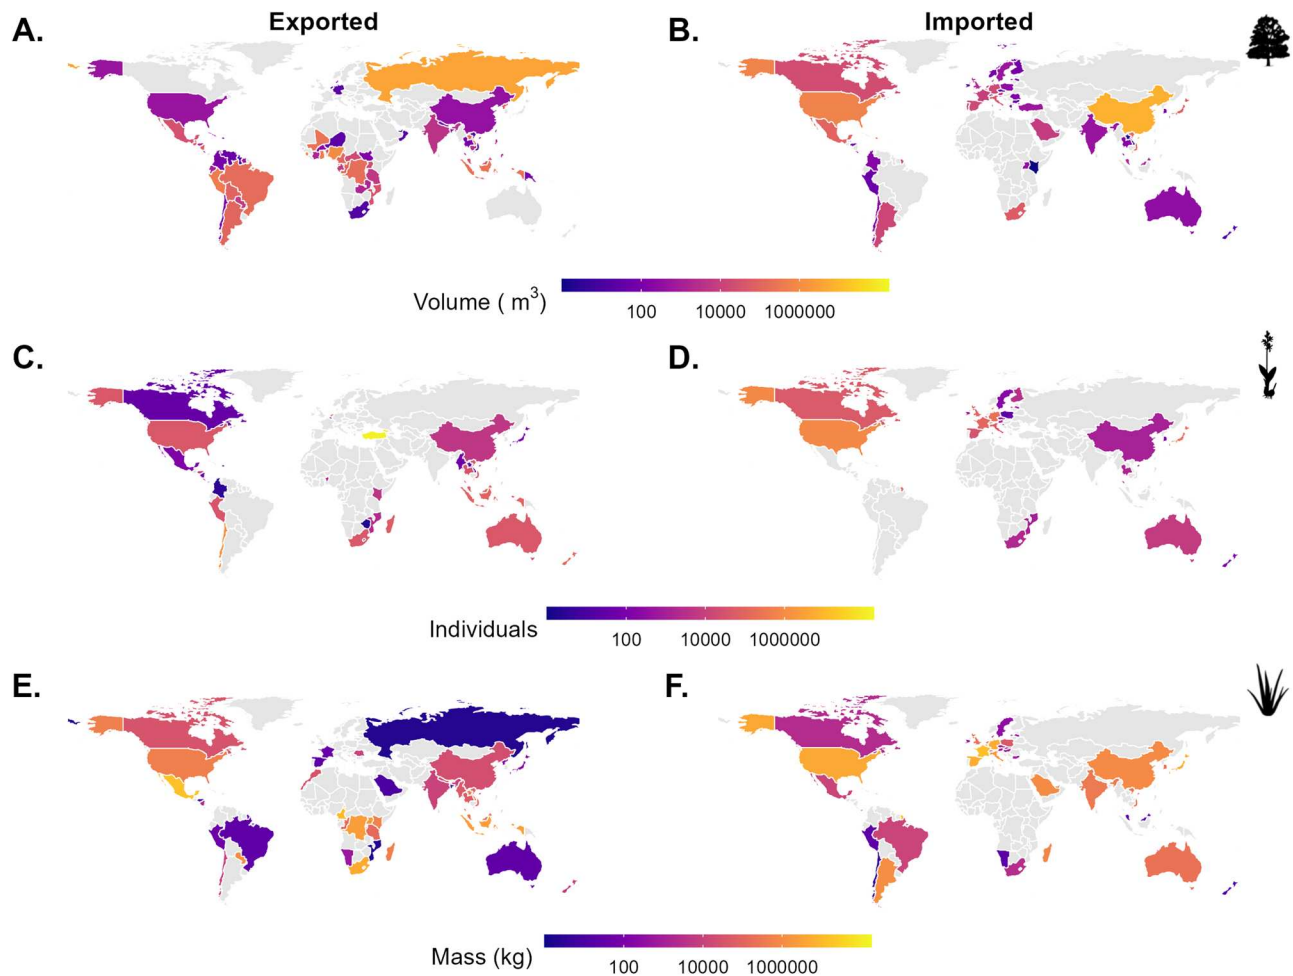 Exported
Imported
A.
B.
Volume ( m³)
100
10000
1000000
C.
D.
Individuals
100
10000
1000000
E.
F.
Mass (kg)
100
10000
1000000